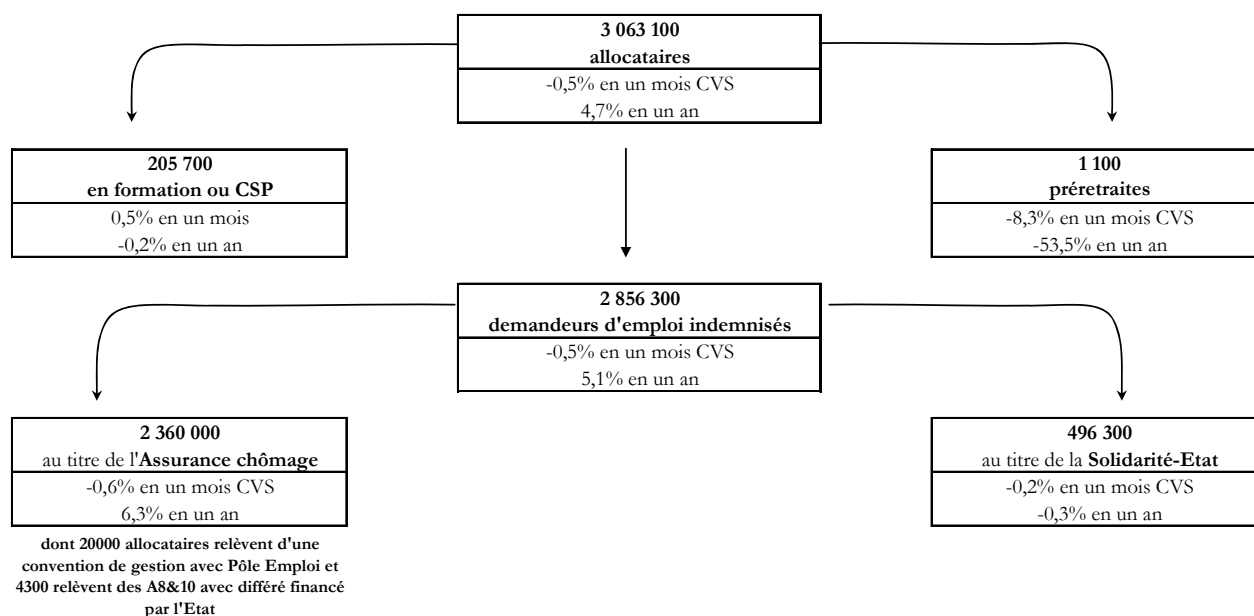 3 063 100
allocataires
-0,5% en un mois CVS
4,7% en un an
205 700
en formation ou CSP
0,5% en un mois
-0,2% en un an
1 100
préretraites
-8,3% en un mois CVS
-53,5% en un an
2 856 300
demandeurs d'emploi indemnisés
-0,5% en un mois CVS
5,1% en un an
2 360 000
au titre de l'Assurance chômage
-0,6% en un mois CVS
6,3% en un an
dont 20000 allocataires relèvent d'une
convention de gestion avec Pôle Emploi et
4300 relèvent des A8&10 avec différé financé
par l'Etat
496 300
au titre de la Solidarité-Etat
-0,2% en un mois CVS
-0,3% en un an